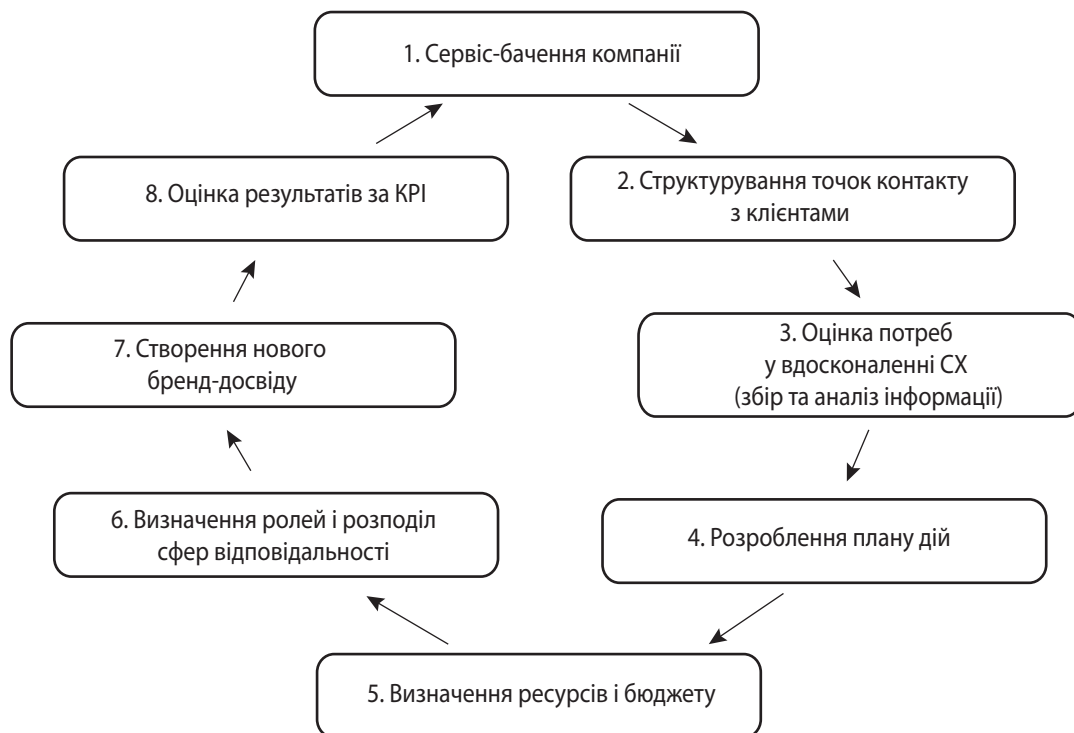 1. Сервіс-бачення компанії
2. Структурування точок контакту
з клієнтами
3. Оцінка потреб
у вдосконаленні СХ
(збір та аналіз інформації)
4. Розроблення плану дій
5. Визначення ресурсів і бюджету
6. Визначення ролей і розподіл
сфер відповідальності
7. Створення нового
бренд-досвіду
8. Оцінка результатів за КРІ